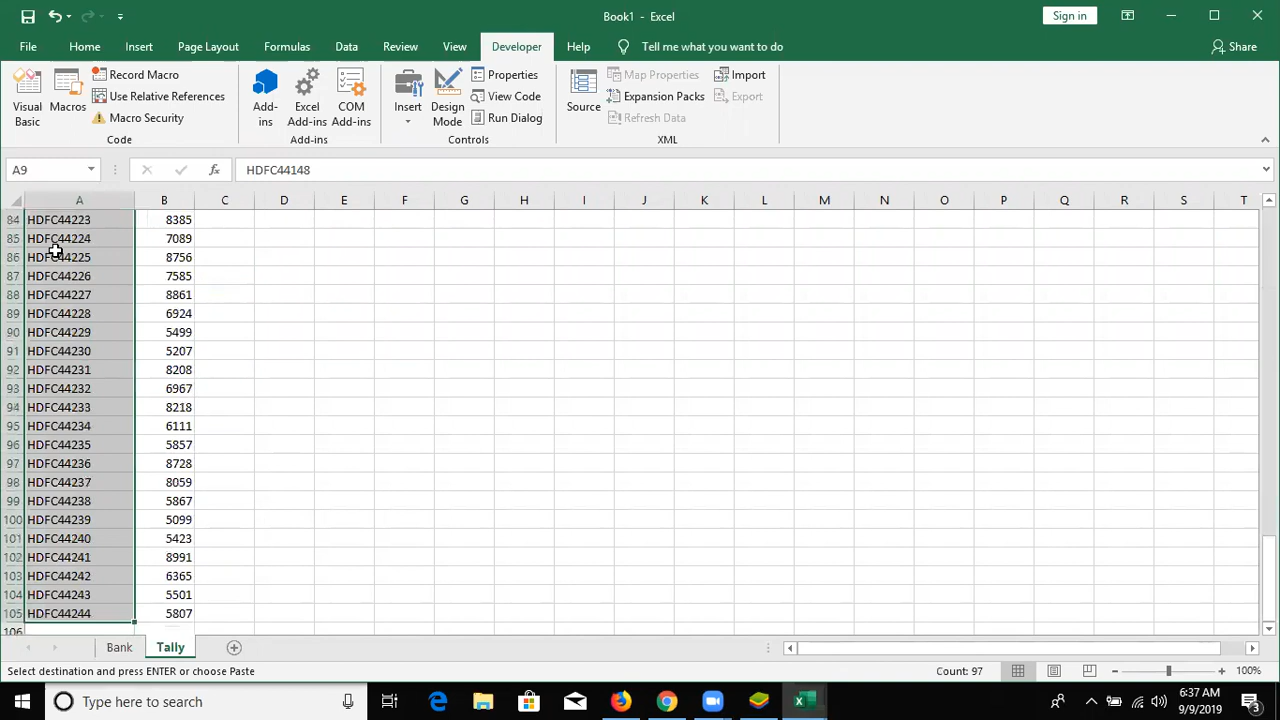 Book1 - Excel
Sign in
File Home Insert Page Layout Formulas Data Review View Developer Help Tell me what you want to do Share
Visual Basic
Macros
Record Macro
Use Relative References
Macro Security
Code
Add-ins
Excel Add-ins
COM Add-ins
Add-ins
Insert
Design Mode
Properties
View Code
Run Dialog
Controls
Source
Map Properties
Expansion Packs
Refresh Data
Import
Export
XML
A9 fx HDFC44148
A B C D E F G H I J K L M N O P Q R S T
84 HDFC44223 8385
85 HDFC44224 7089
86 HDFC44225 8756
87 HDFC44226 7585
88 HDFC44227 8861
89 HDFC44228 6924
90 HDFC44229 5499
91 HDFC44230 5207
92 HDFC44231 8208
93 HDFC44232 6967
94 HDFC44233 8218
95 HDFC44234 6111
96 HDFC44235 5857
97 HDFC44236 8728
98 HDFC44237 8059
99 HDFC44238 5867
100 HDFC44239 5099
101 HDFC44240 5423
102 HDFC44241 8991
103 HDFC44242 6365
104 HDFC44243 5501
105 HDFC44244 5807
106
Bank Tally
Select destination and press ENTER or choose Paste Count: 97 100%
Type here to search 6:37 AM
9/9/2019 3